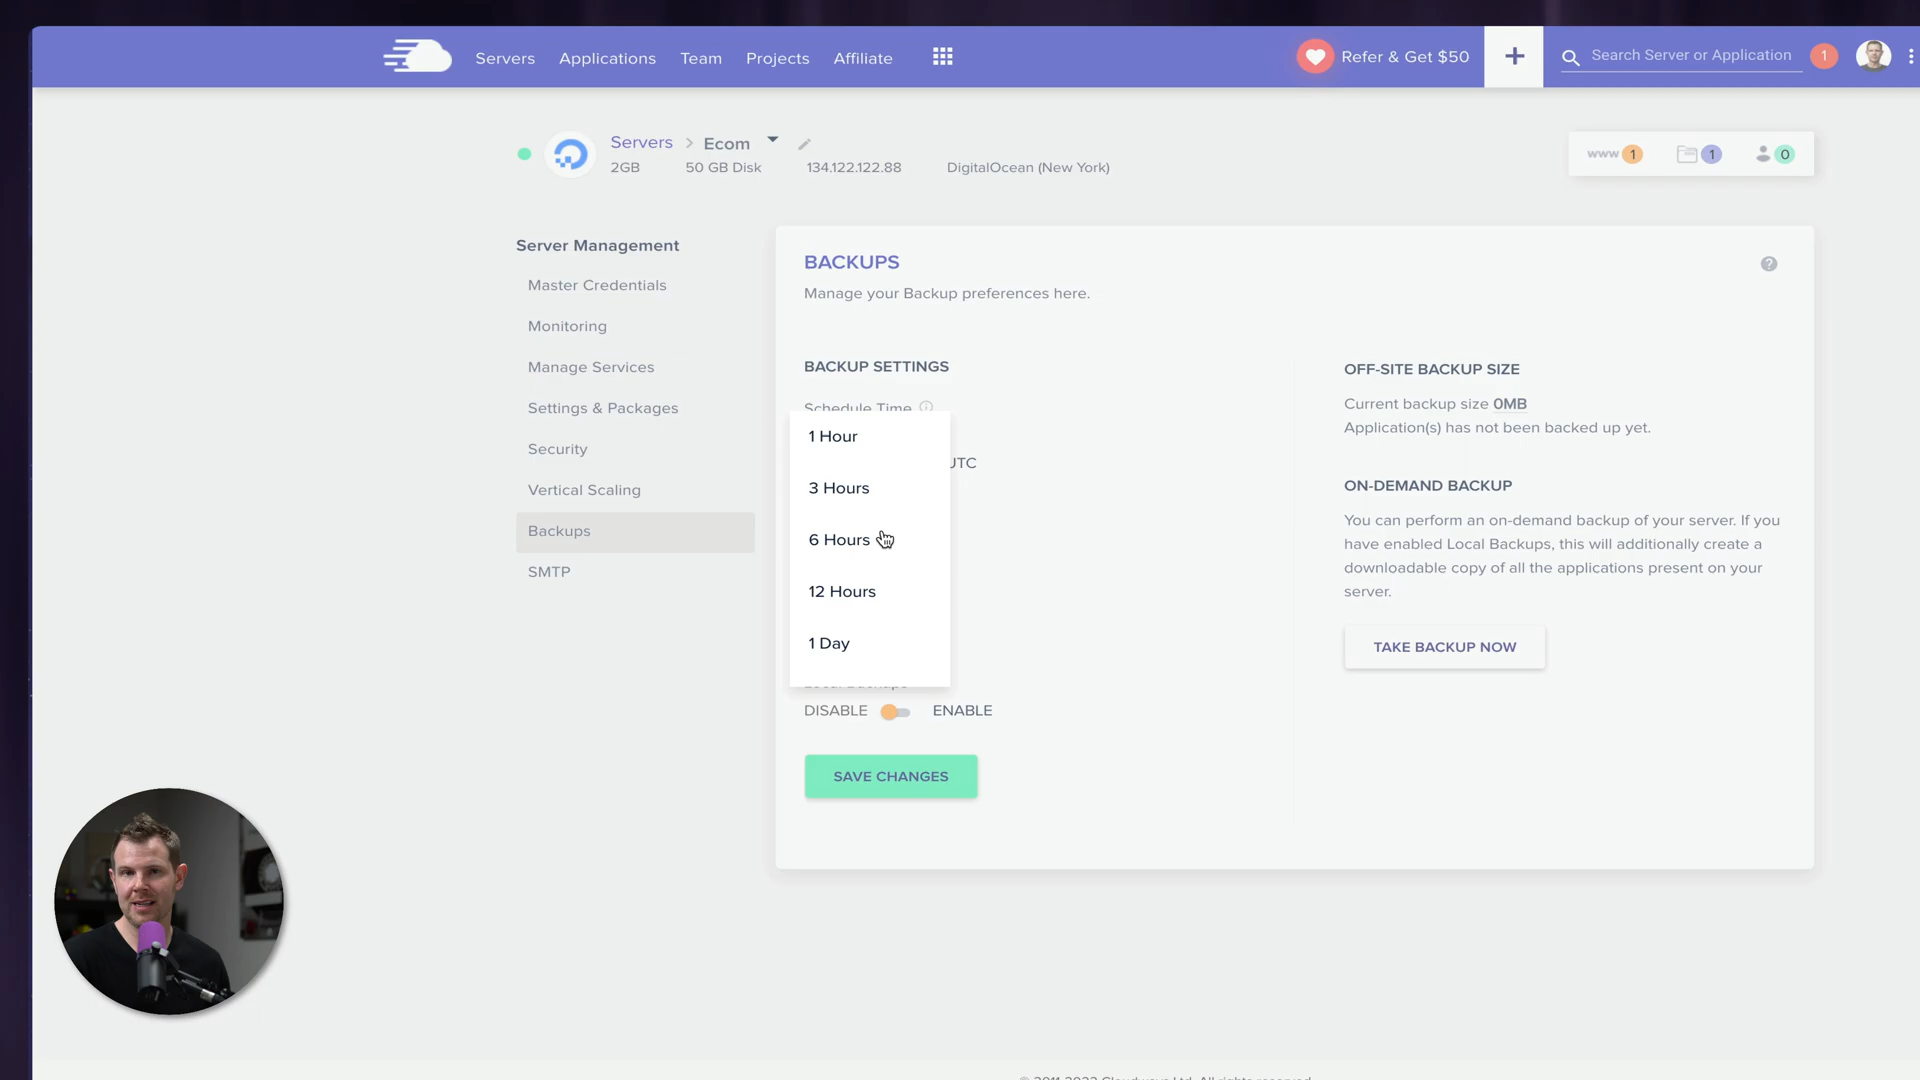 Servers
Applications
Team
Projects
Affiliate
Refer & Get $50
Search Server or Application
1
Servers > Ecom
2GB
50 GB Disk
134.122.122.88
DigitalOcean (New York)
www 1
1
0
Server Management
Master Credentials
Monitoring
Manage Services
Settings & Packages
Security
Vertical Scaling
Backups
SMTP
BACKUPS
Manage your Backup preferences here.
BACKUP SETTINGS
Schedule Time
1 Hour
UTC
3 Hours
6 Hours
12 Hours
1 Day
Local Backups
DISABLE
ENABLE
SAVE CHANGES
OFF-SITE BACKUP SIZE
Current backup size 0MB
Application(s) has not been backed up yet.
ON-DEMAND BACKUP
You can perform an on-demand backup of your server. If you
have enabled Local Backups, this will additionally create a
downloadable copy of all the applications present on your
server.
TAKE BACKUP NOW